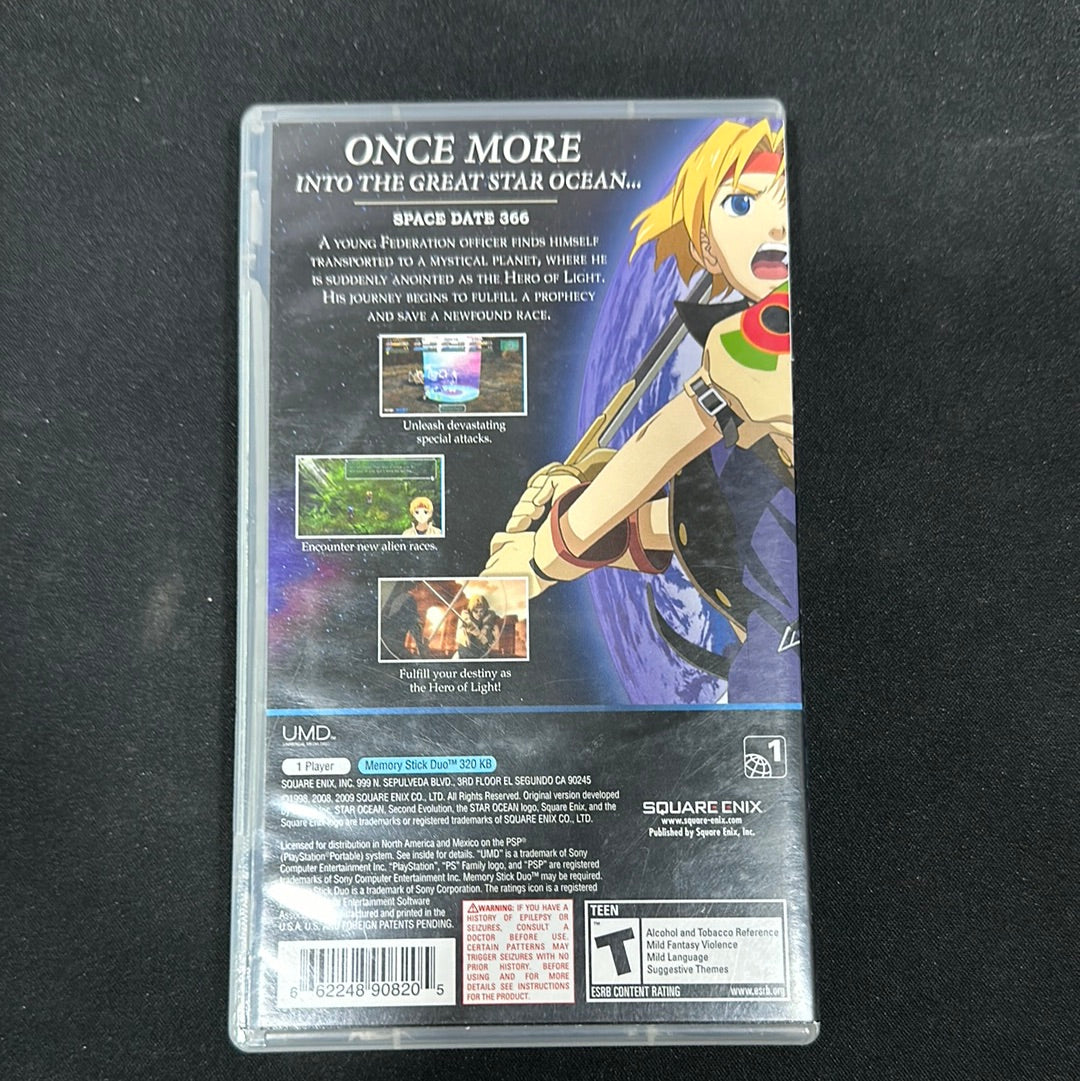 ONCE MORE
INTO THE GREAT STAR OCEAN...
SPACE DATE 366
A YOUNG FEDERATION OFFICER FINDS HIMSELF
TRANSPORTED TO A MYSTICAL PLANET, WHERE HE
IS SUDDENLY ANOINTED AS THE HERO OF LIGHT.
HIS JOURNEY BEGINS TO FULFILL A PROPHECY
AND SAVE A NEWFOUND RACE.
Unleash devastating
special attacks.
Encounter new alien races.
Fulfill your destiny as
the Hero of Light!
UMD™
1 Player
Memory Stick Duo™ 320 KB
1
SQUARE ENIX, INC. 999 N. SEPULVEDA BLVD., 3RD FLOOR EL SEGUNDO CA 90245
©1998, 2008, 2009 SQUARE ENIX CO., LTD. All Rights Reserved. Original version developed
by Inc. STAR OCEAN, Second Evolution, the STAR OCEAN logo, Square Enix, and the
Square Enix logo are trademarks or registered trademarks of SQUARE ENIX CO., LTD.
SQUARE ENIX
www.square-enix.com
Published by Square Enix, Inc.
Licensed for distribution in North America and Mexico on the PSP®
(PlayStation®Portable) system. See inside for details. "UMD" is a trademark of Sony
Computer Entertainment Inc. "PlayStation", "PS" Family logo, and "PSP" are registered
trademarks of Sony Computer Entertainment Inc. Memory Stick Duo™ may be required.
Stick Duo is a trademark of Sony Corporation. The ratings icon is a registered
Entertainment Software
and printed in the
U.S.A. U.S. AND FOREIGN PATENTS PENDING.
6 62248 90820 5
WARNING: IF YOU HAVE A
HISTORY OF EPILEPSY OR
SEIZURES, CONSULT A
DOCTOR BEFORE USE.
CERTAIN PATTERNS MAY
TRIGGER SEIZURES WITH NO
PRIOR HISTORY. BEFORE
USING AND FOR MORE
DETAILS SEE INSTRUCTIONS
FOR THE PRODUCT.
TEEN
T
Alcohol and Tobacco Reference
Mild Fantasy Violence
Mild Language
Suggestive Themes
ESRB CONTENT RATING www.esrb.org